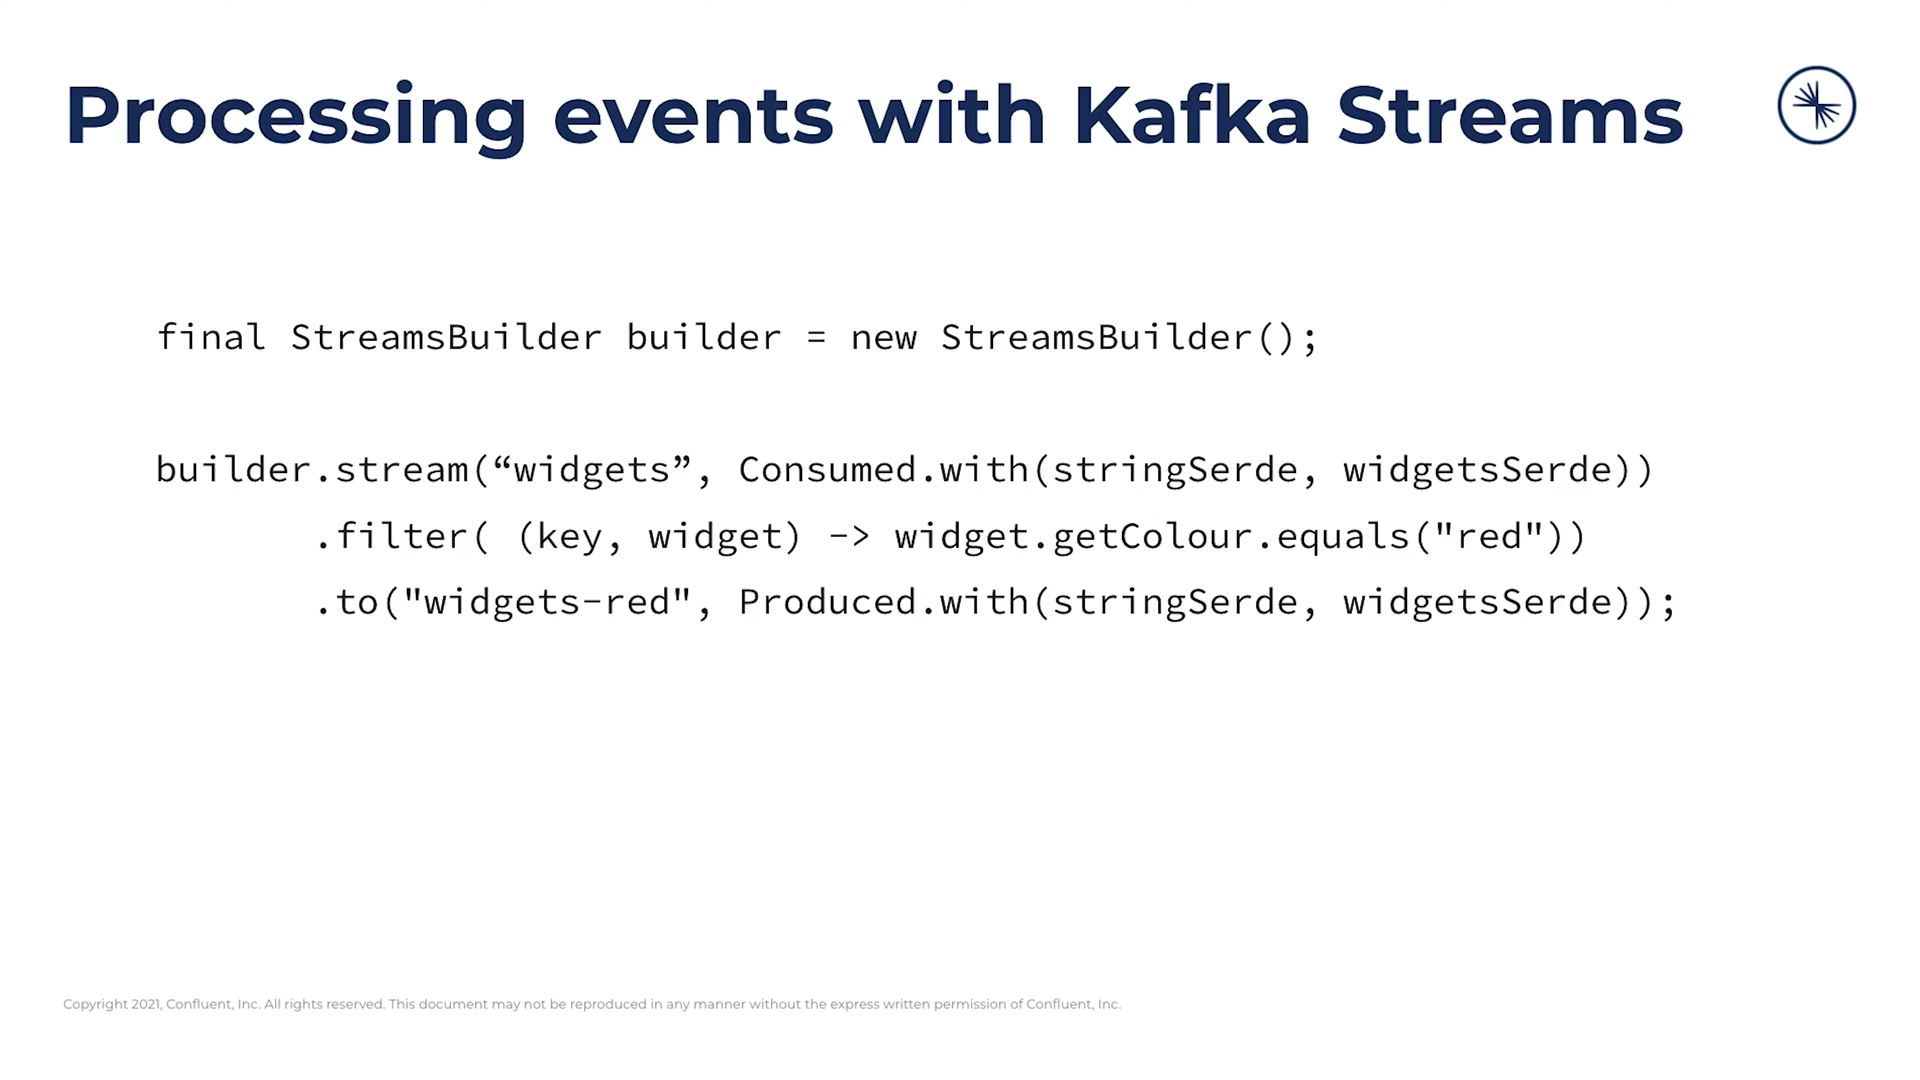 Processing events with Kafka Streams
final StreamsBuilder builder = new StreamsBuilder();
builder.stream(“widgets”, Consumed.with(stringSerde, widgetsSerde))
.filter( (key, widget) -> widget.getColour.equals("red"))
.to("widgets-red", Produced.with(stringSerde, widgetsSerde));
Copyright 2021, Confluent, Inc. All rights reserved. This document may not be reproduced in any manner without the express written permission of Confluent, Inc.